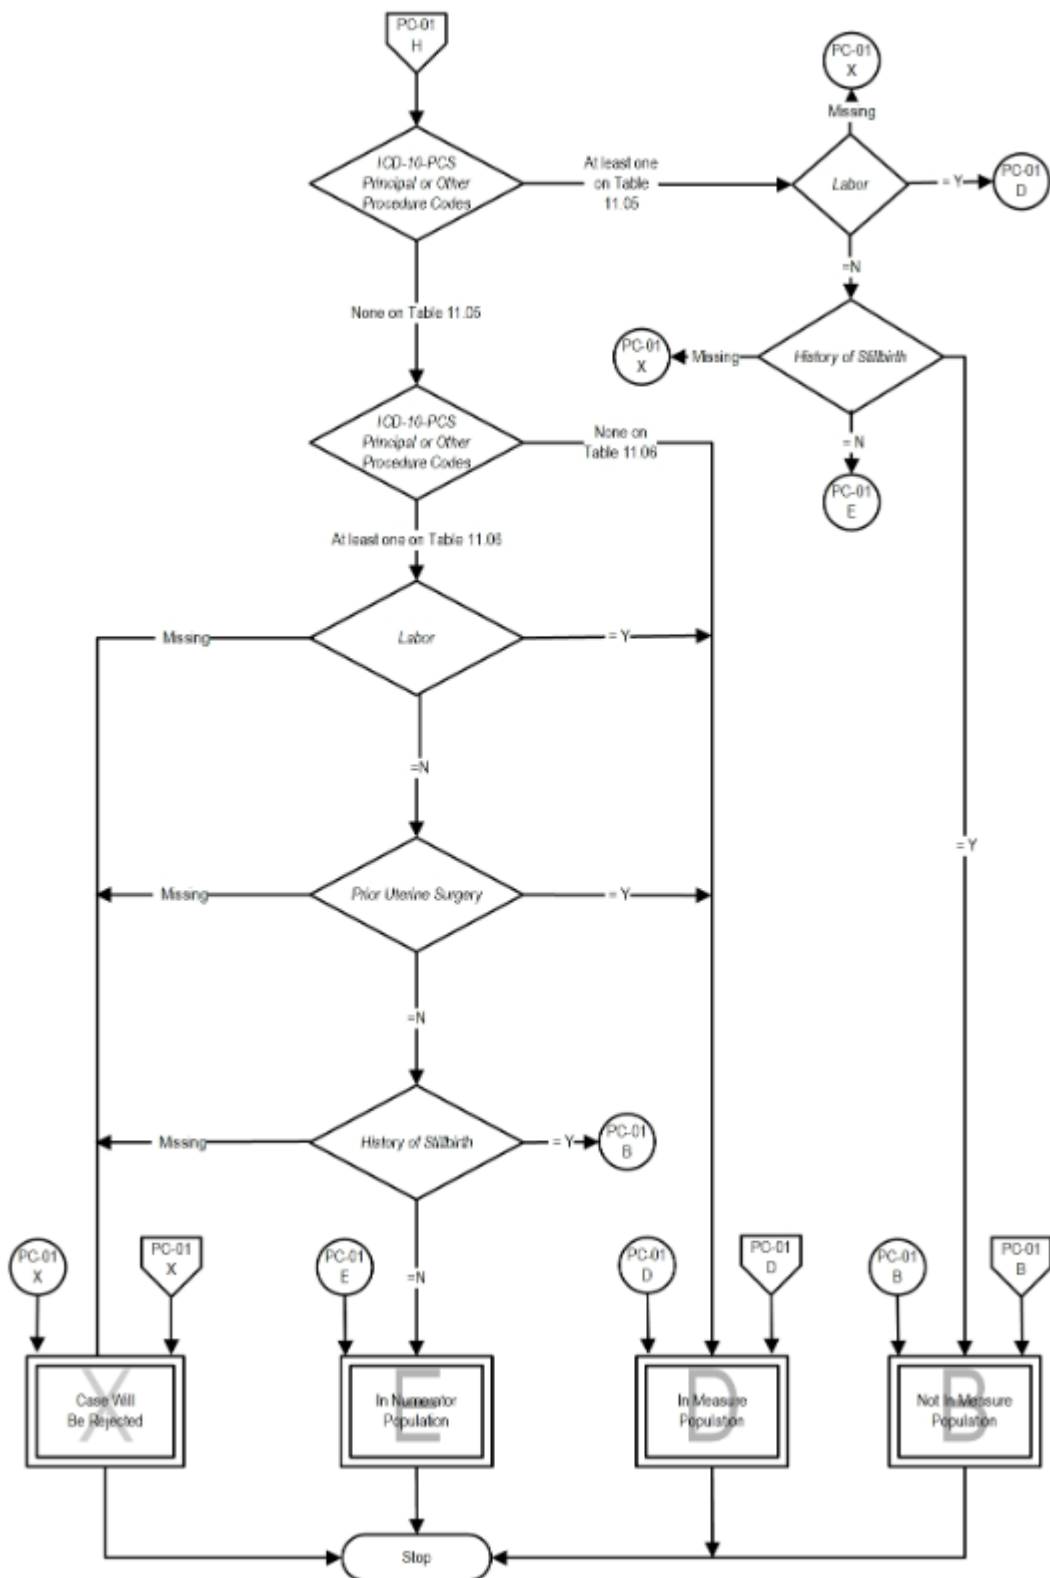 PC-01
H
PC-01
X
Missing
ICD-10-PCS
Principal or Other
Procedure Codes
At least one
on Table
11.05
Labor
= Y
PC-01
D
=N
None on Table 11.05
PC-01
X
Missing
History of Stillbirth
ICD-10-PCS
Principal or Other
Procedure Codes
None on
Table 11.06
= N
PC-01
E
At least one on Table 11.06
Missing
Labor
= Y
=N
= Y
Missing
Prior Uterine Surgery
= Y
=N
Missing
History of Stillbirth
= Y
PC-01
B
PC-01
X
PC-01
X
PC-01
E
=N
PC-01
D
PC-01
D
PC-01
B
PC-01
B
X
Case Will
Be Rejected
E
In Numerator
Population
D
In Measure
Population
B
Not In Measure
Population
Stop